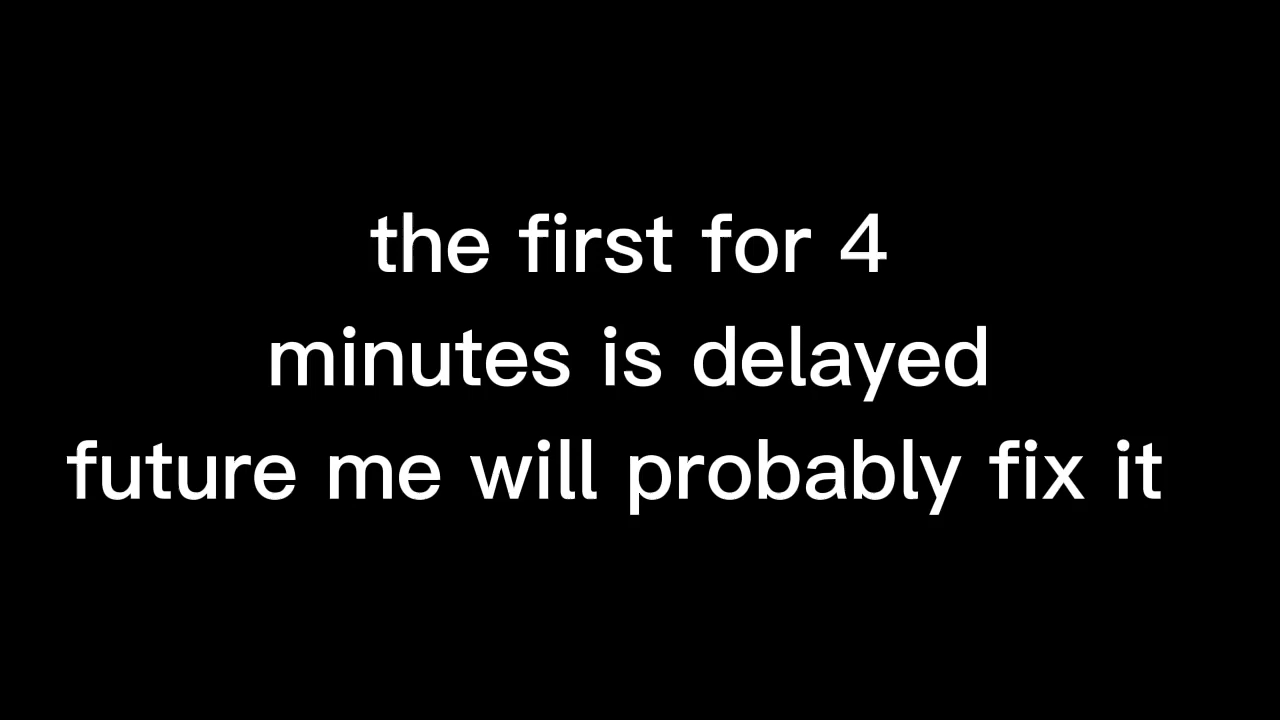 the first for 4
minutes is delayed
future me will probably fix it